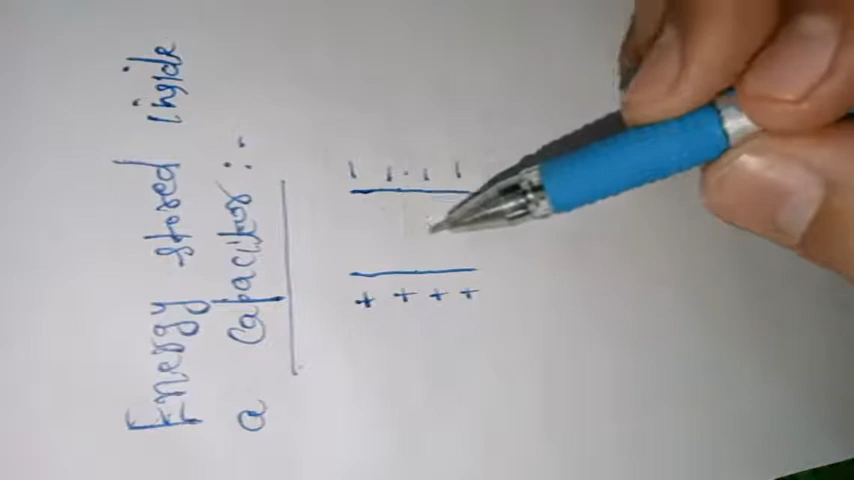 Energy stored inside
a Capacitor :-
- - - -
+ + + +